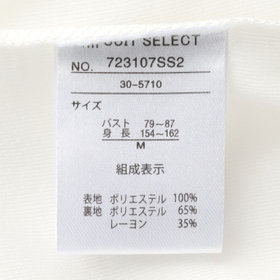 SUIT SELECT
NO. 723107SS2
30-5710
サイズ
バスト 79~87
身長 154~162
M
組成表示
表地 ポリエステル 100%
裏地 ポリエステル 65%
レーヨン 35%